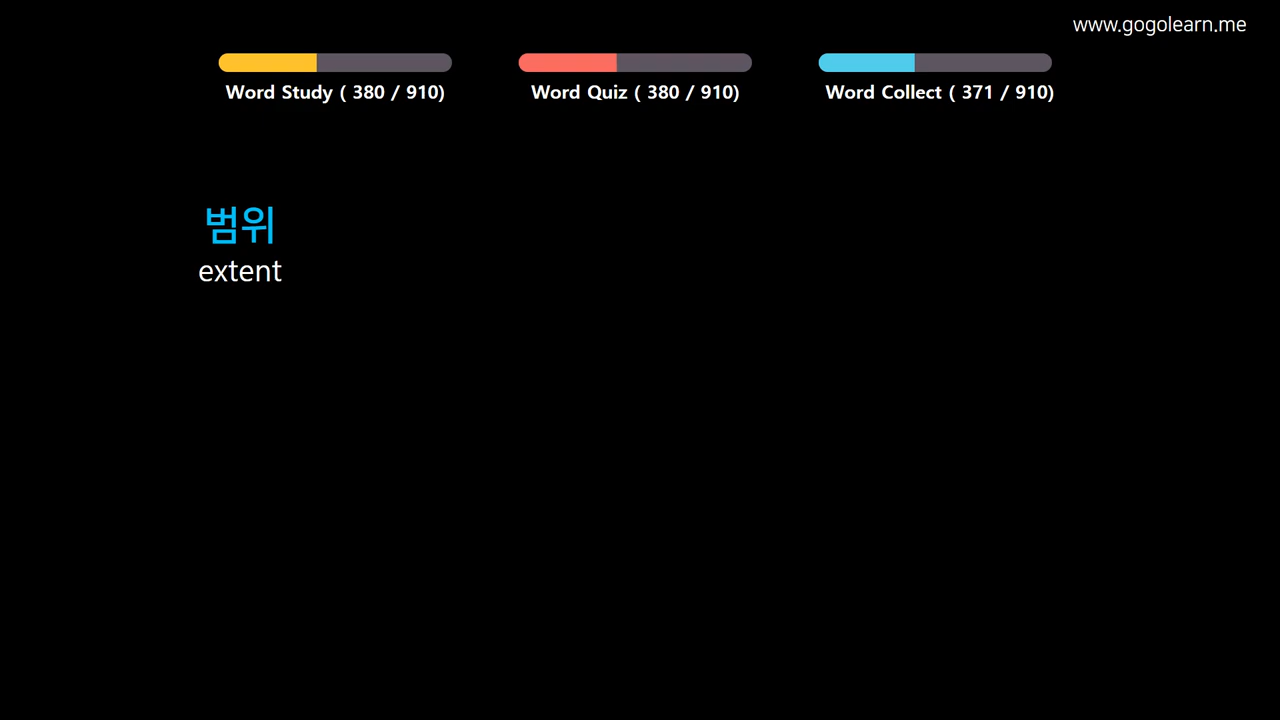 www.gogolearn.me
Word Study ( 380 / 910)
Word Quiz ( 380 / 910)
Word Collect ( 371 / 910)
범위
extent